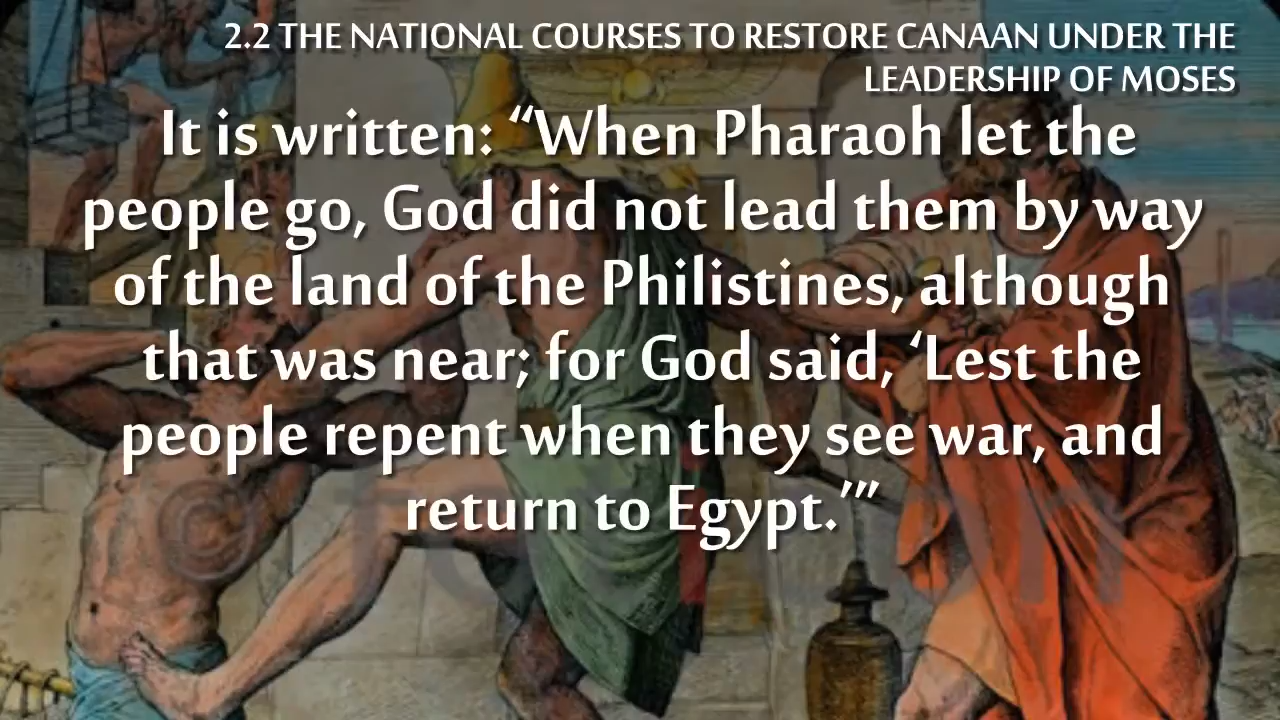 2.2 THE NATIONAL COURSES TO RESTORE CANAAN UNDER THE
LEADERSHIP OF MOSES
It is written: “When Pharaoh let the
people go, God did not lead them by way
of the land of the Philistines, although
that was near; for God said, ‘Lest the
people repent when they see war, and
return to Egypt.’”